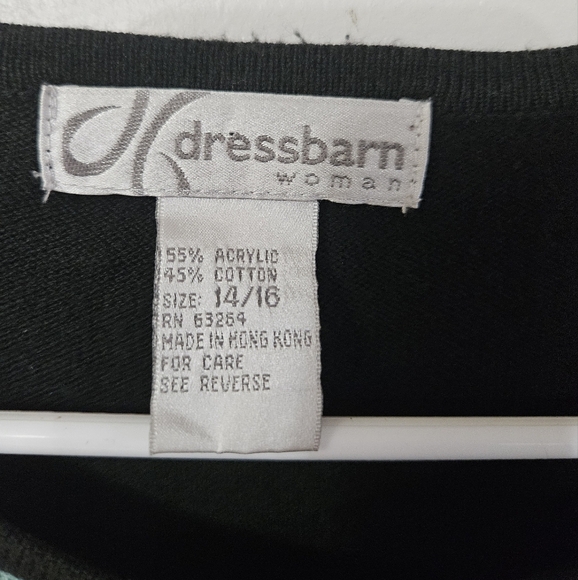 dressbarn
woman
55% ACRYLIC
45% COTTON
SIZE: 14/16
RN 63264
MADE IN HONG KONG
FOR CARE
SEE REVERSE